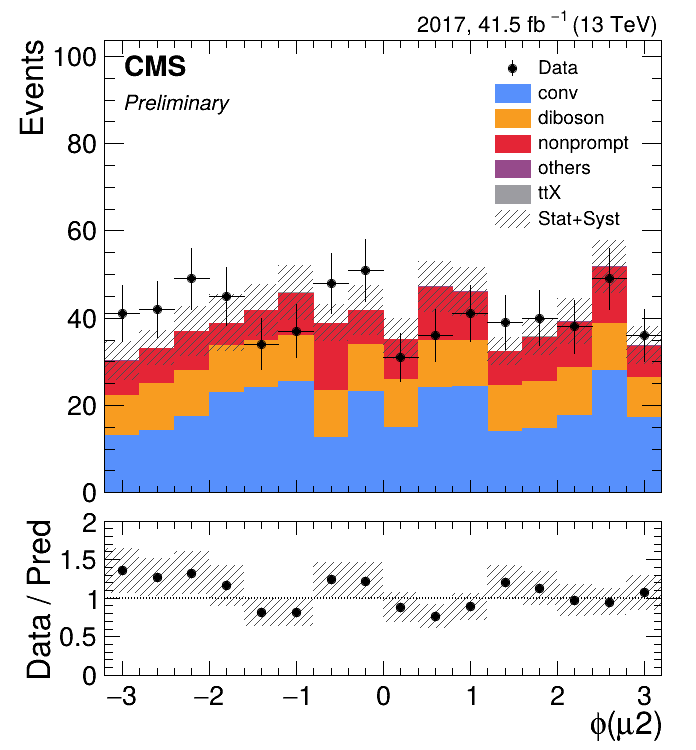 2017, 41.5 fb⁻¹ (13 TeV)
CMS
Preliminary
Events
100
80
60
40
20
0
Data
conv
diboson
nonprompt
others
ttX
Stat+Syst
Data / Pred
2
1.5
1
0.5
0
−3 −2 −1 0 1 2 3
ϕ(μ2)